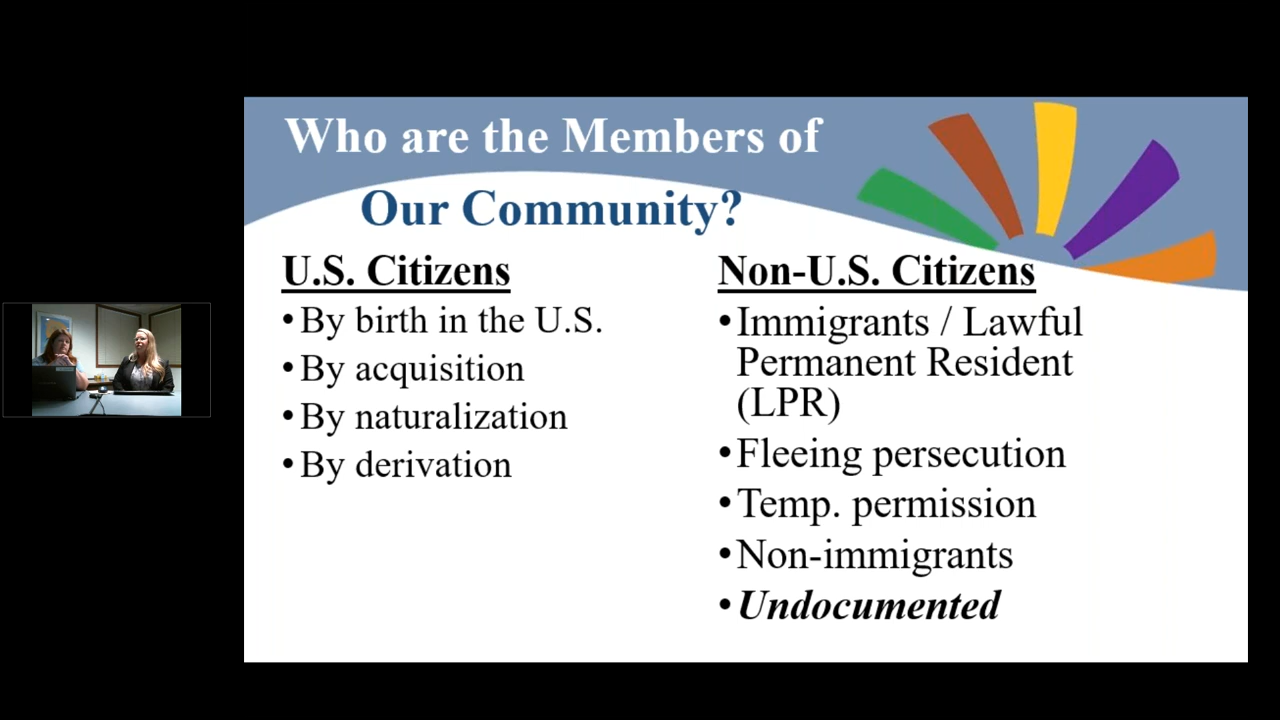 Who are the Members of
Our Community?
U.S. Citizens
•By birth in the U.S.
•By acquisition
•By naturalization
•By derivation
Non-U.S. Citizens
•Immigrants / Lawful
Permanent Resident
(LPR)
•Fleeing persecution
•Temp. permission
•Non-immigrants
•Undocumented